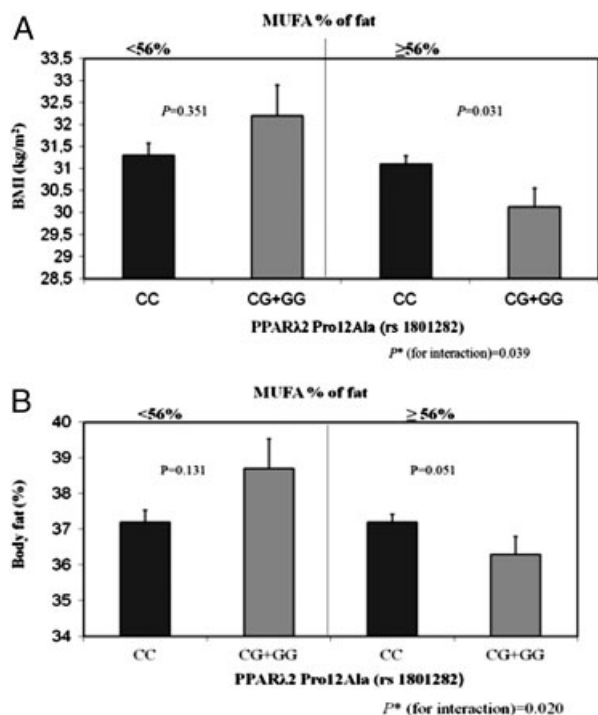 A
MUFA % of fat
<56%
≥56%
33,5
33
32,5
32
31,5
31
30,5
30
29,5
29
28,5
BMI (kg/m²)
P=0.351
P=0.031
CC
CG+GG
CC
CG+GG
PPARλ2 Pro12Ala (rs 1801282)
P* (for interaction)=0.039
B
MUFA % of fat
<56%
≥ 56%
40
39
38
37
36
35
34
Body fat (%)
P=0.131
P=0.051
CC
CG+GG
CC
CG+GG
PPARλ2 Pro12Ala (rs 1801282)
P* (for interaction)=0.020